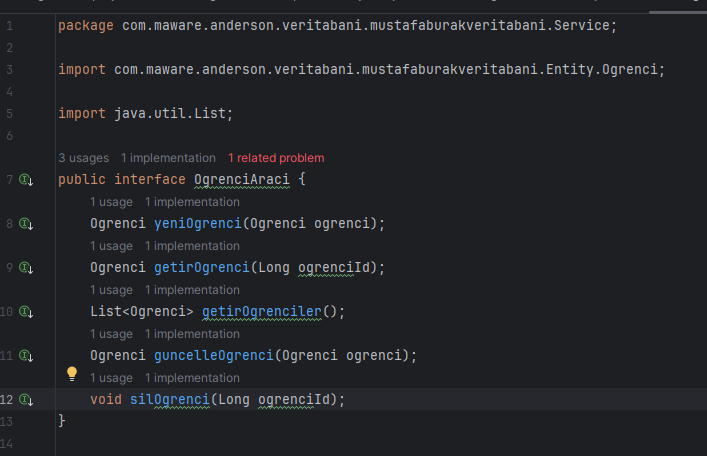 1 package com.maware.anderson.veritabani.mustafaburakveritabani.Service;
2
3 import com.maware.anderson.veritabani.mustafaburakveritabani.Entity.Ogrenci;
4
5 import java.util.List;
6
3 usages 1 implementation 1 related problem
7 public interface OgrenciAraci {
1 usage 1 implementation
8 Ogrenci yeniOgrenci(Ogrenci ogrenci);
1 usage 1 implementation
9 Ogrenci getirOgrenci(Long ogrenciId);
1 usage 1 implementation
10 List<Ogrenci> getirOgrenciler();
1 usage 1 implementation
11 Ogrenci guncelleOgrenci(Ogrenci ogrenci);
1 usage 1 implementation
12 void silOgrenci(Long ogrenciId);
13 }
14